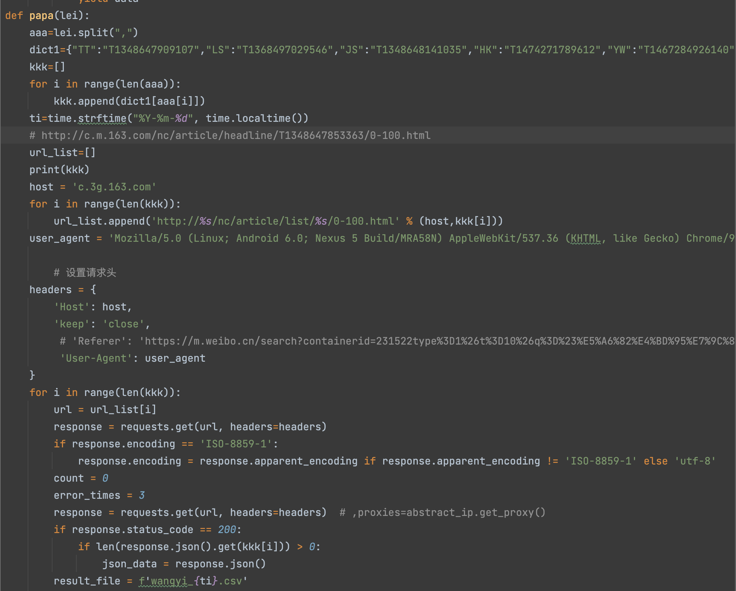 yield data
def papa(lei):
aaa=lei.split(",")
dict1={"TT":"T1348647909107","LS":"T1368497029546","JS":"T1348648141035","HK":"T1474271789612","YW":"T1467284926140"
kkk=[]
for i in range(len(aaa)):
kkk.append(dict1[aaa[i]])
ti=time.strftime("%Y-%m-%d", time.localtime())
# http://c.m.163.com/nc/article/headline/T1348647853363/0-100.html
url_list=[]
print(kkk)
host = 'c.3g.163.com'
for i in range(len(kkk)):
url_list.append('http://%s/nc/article/list/%s/0-100.html' % (host,kkk[i]))
user_agent = 'Mozilla/5.0 (Linux; Android 6.0; Nexus 5 Build/MRA58N) AppleWebKit/537.36 (KHTML, like Gecko) Chrome/9
# 设置请求头
headers = {
'Host': host,
'keep': 'close',
# 'Referer': 'https://m.weibo.cn/search?containerid=231522type%3D1%26t%3D10%26q%3D%23%E5%A6%82%E4%BD%95%E7%9C%8
'User-Agent': user_agent
}
for i in range(len(kkk)):
url = url_list[i]
response = requests.get(url, headers=headers)
if response.encoding == 'ISO-8859-1':
response.encoding = response.apparent_encoding if response.apparent_encoding != 'ISO-8859-1' else 'utf-8'
count = 0
error_times = 3
response = requests.get(url, headers=headers)  # ,proxies=abstract_ip.get_proxy()
if response.status_code == 200:
if len(response.json().get(kkk[i])) > 0:
json_data = response.json()
result_file = f'wangyi_{ti}.csv'